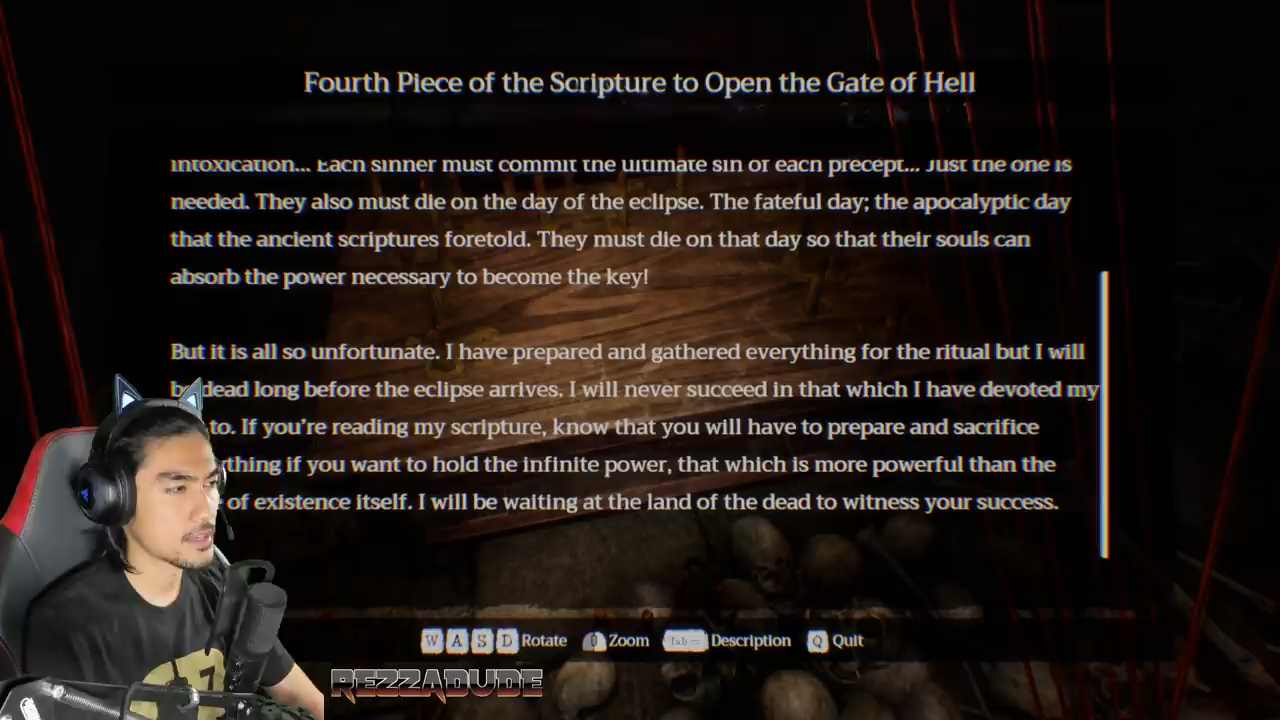 Fourth Piece of the Scripture to Open the Gate of Hell
intoxication... Each sinner must commit the ultimate sin of each precept... Just the one is
needed. They also must die on the day of the eclipse. The fateful day; the apocalyptic day
that the ancient scriptures foretold. They must die on that day so that their souls can
absorb the power necessary to become the key!
But it is all so unfortunate. I have prepared and gathered everything for the ritual but I will
dead long before the eclipse arrives. I will never succeed in that which I have devoted my
to. If you're reading my scripture, know that you will have to prepare and sacrifice
if you want to hold the infinite power, that which is more powerful than the
of existence itself. I will be waiting at the land of the dead to witness your success.
W A S D Rotate Zoom Tab Description Q Quit
REZZADUDE